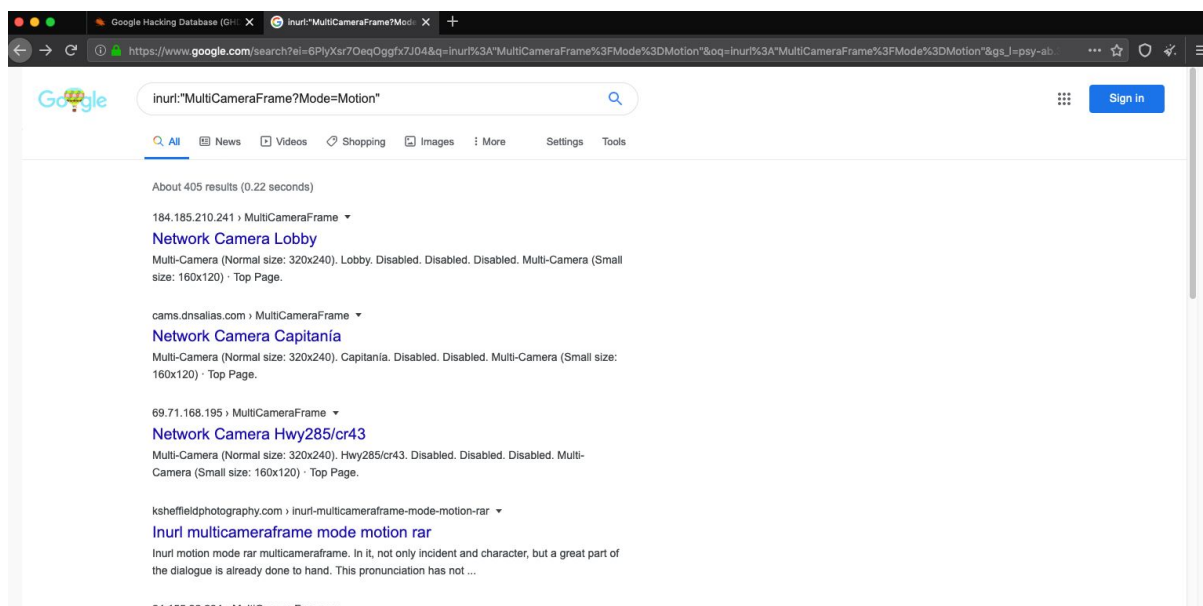 Google Hacking Database (GH
inurl:"MultiCameraFrame?Mode
https://www.google.com/search?ei=6PlyXsr7OeqOggfx7J04&q=inurl%3A"MultiCameraFrame%3FMode%3DMotion"&oq=inurl%3A"MultiCameraFrame%3FMode%3DMotion"&gs_l=psy-ab.
Google
inurl:"MultiCameraFrame?Mode=Motion"
Sign in
All News Videos Shopping Images More Settings Tools
About 405 results (0.22 seconds)
184.185.210.241 › MultiCameraFrame
Network Camera Lobby
Multi-Camera (Normal size: 320x240). Lobby. Disabled. Disabled. Disabled. Multi-Camera (Small
size: 160x120) · Top Page.
cams.dnsalias.com › MultiCameraFrame
Network Camera Capitanía
Multi-Camera (Normal size: 320x240). Capitanía. Disabled. Disabled. Multi-Camera (Small size:
160x120) · Top Page.
69.71.168.195 › MultiCameraFrame
Network Camera Hwy285/cr43
Multi-Camera (Normal size: 320x240). Hwy285/cr43. Disabled. Disabled. Disabled. Multi-
Camera (Small size: 160x120) · Top Page.
ksheffieldphotography.com › inurl-multicameraframe-mode-motion-rar
Inurl multicameraframe mode motion rar
Inurl motion mode rar multicameraframe. In it, not only incident and character, but a great part of
the dialogue is already done to hand. This pronunciation has not ...